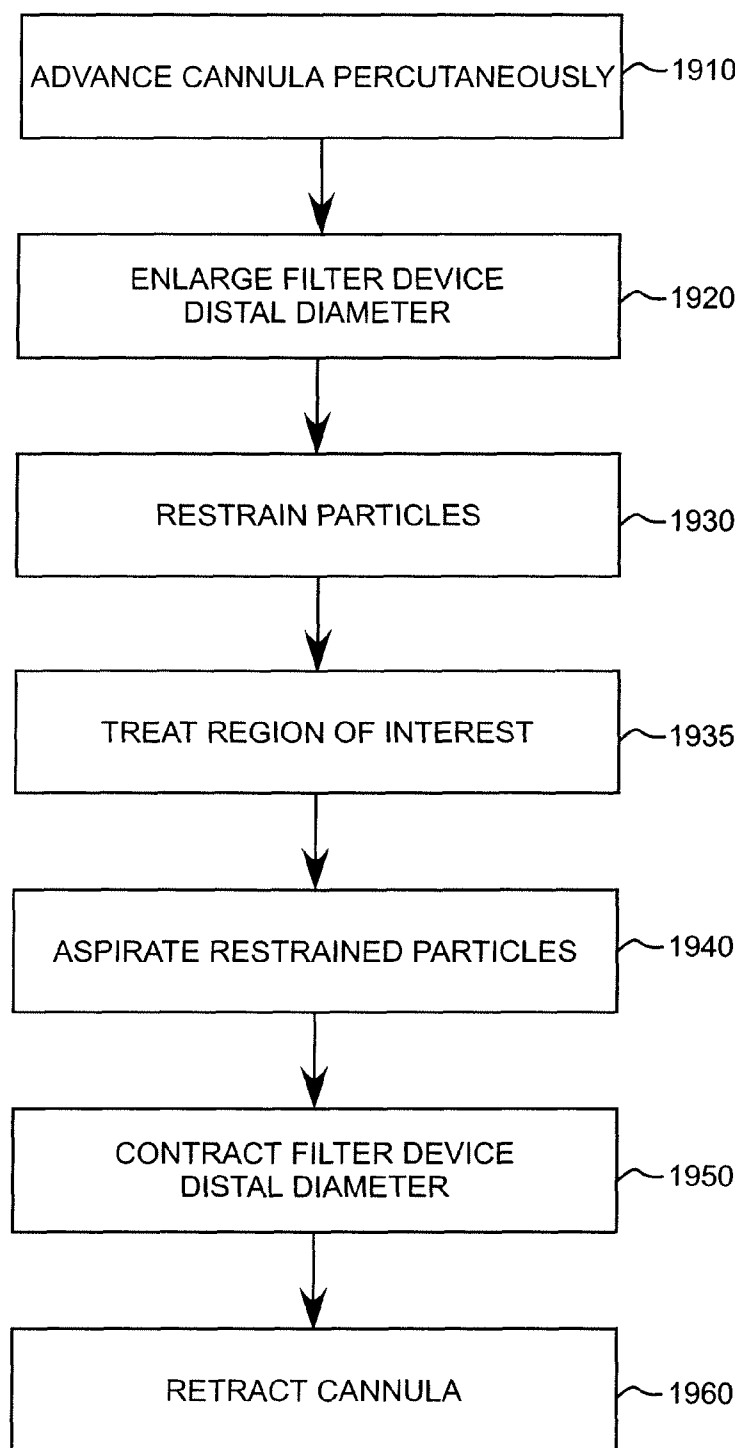 ADVANCE CANNULA PERCUTANEOUSLY 1910
ENLARGE FILTER DEVICE
DISTAL DIAMETER
1920
RESTRAIN PARTICLES 1930
TREAT REGION OF INTEREST 1935
ASPIRATE RESTRAINED PARTICLES 1940
CONTRACT FILTER DEVICE
DISTAL DIAMETER
1950
RETRACT CANNULA 1960